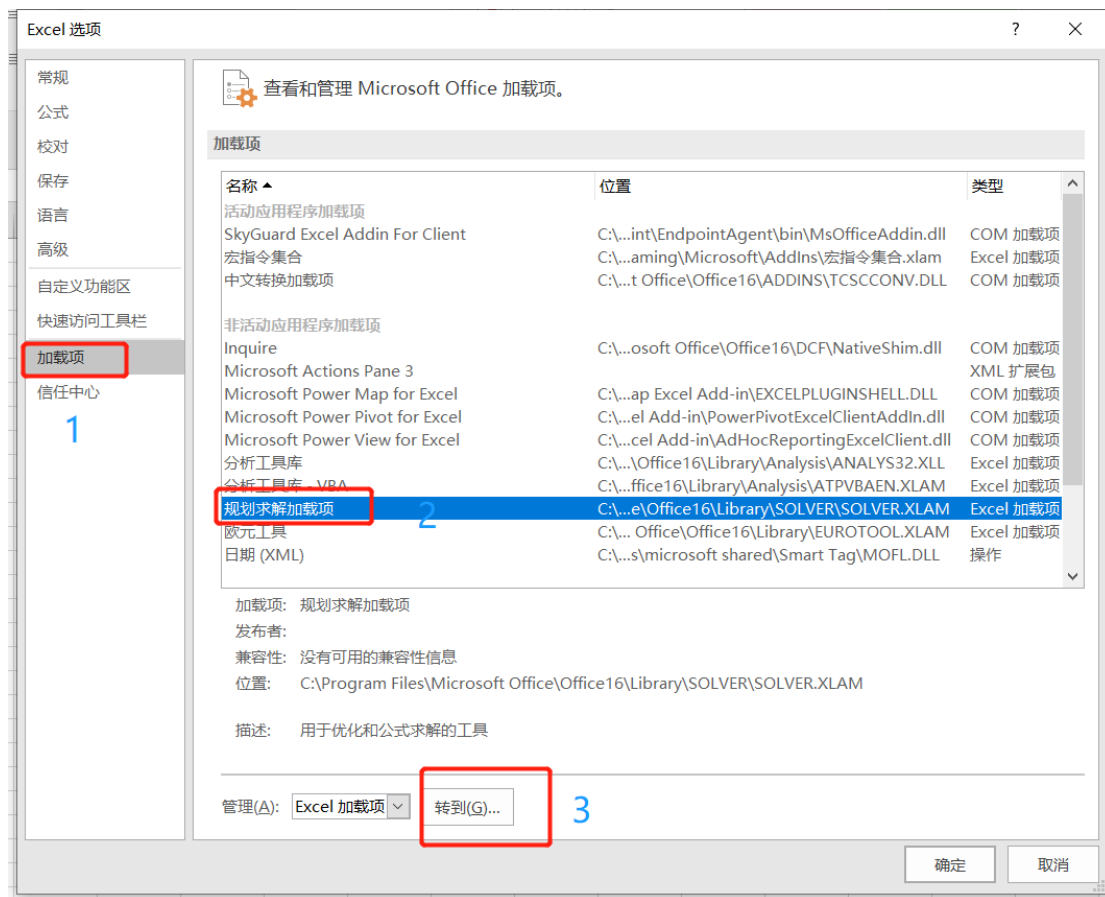 Excel 选项
常规
公式
校对
保存
语言
高级
自定义功能区
快速访问工具栏
加载项
信任中心
1
查看和管理 Microsoft Office 加载项。
加载项
名称 位置 类型
活动应用程序加载项
SkyGuard Excel Addin For Client C:\...int\EndpointAgent\bin\MsOfficeAddin.dll COM 加载项
宏指令集合 C:\...aming\Microsoft\AddIns\宏指令集合.xlam Excel 加载项
中文转换加载项 C:\...t Office\Office16\ADDINS\TCSCCONV.DLL COM 加载项
非活动应用程序加载项
Inquire C:\...osoft Office\Office16\DCF\NativeShim.dll COM 加载项
Microsoft Actions Pane 3 XML 扩展包
Microsoft Power Map for Excel C:\...ap Excel Add-in\EXCELPLUGINSHELL.DLL COM 加载项
Microsoft Power Pivot for Excel C:\...el Add-in\PowerPivotExcelClientAddIn.dll COM 加载项
Microsoft Power View for Excel C:\...cel Add-in\AdHocReportingExcelClient.dll COM 加载项
分析工具库 C:\...\Office16\Library\Analysis\ANALYS32.XLL Excel 加载项
分析工具库 - VBA C:\...ffice16\Library\Analysis\ATPVBAEN.XLAM Excel 加载项
规划求解加载项 2 C:\...e\Office16\Library\SOLVER\SOLVER.XLAM Excel 加载项
欧元工具 C:\... Office\Office16\Library\EUROTOOL.XLAM Excel 加载项
日期 (XML) C:\...s\microsoft shared\Smart Tag\MOFL.DLL 操作
加载项: 规划求解加载项
发布者:
兼容性: 没有可用的兼容性信息
位置: C:\Program Files\Microsoft Office\Office16\Library\SOLVER\SOLVER.XLAM
描述: 用于优化和公式求解的工具
管理(A): Excel 加载项 转到(G)... 3
确定 取消